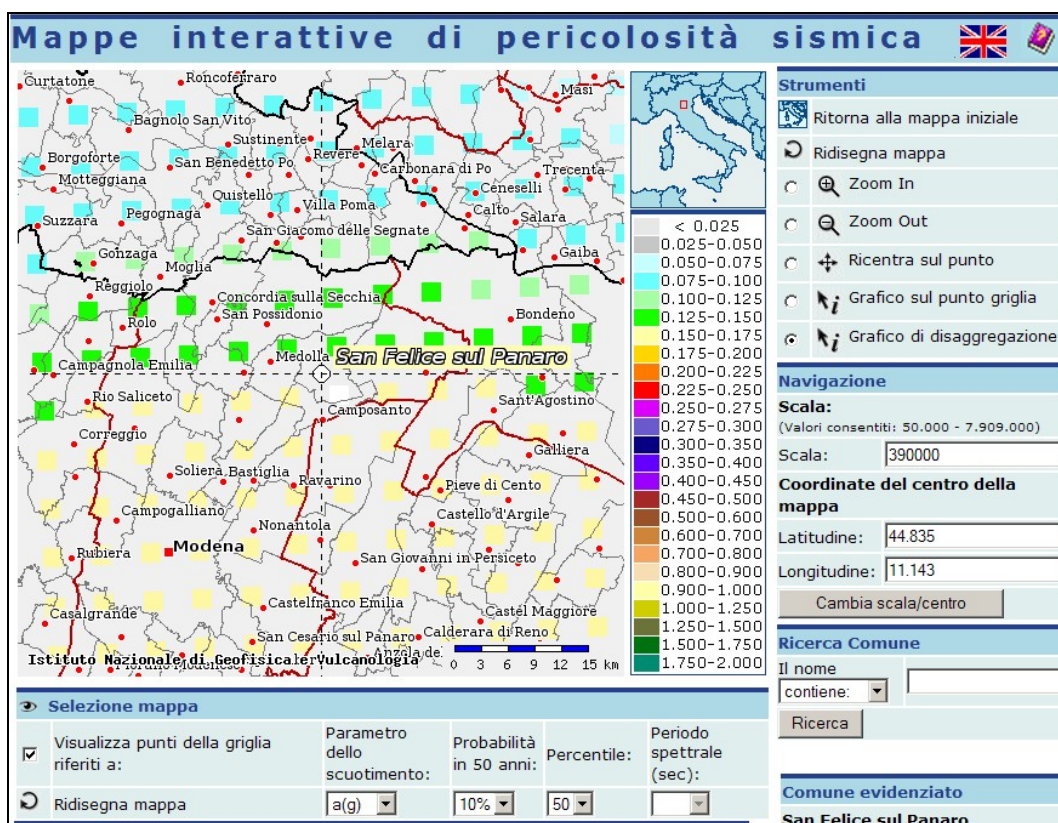 Mappe interattive di pericolosità sismica
Curtatone
Roncoferraro
Masi
Bagnolo San Vito
Sustinente
Melara
Borgoforte
San Benedetto Po
Revere
Carbonara di Po
Trecenta
Motteggiana
Quistello
Ceneselli
Villa Poma
Suzzara
Pegognaga
Calto
Salara
San Giacomo delle Segnate
Gonzaga
Moglia
Gaiba
Reggiolo
Concordia sulla Secchia
Rolo
San Possidonio
Bondeno
Medolla
San Felice sul Panaro
Campagnola Emilia
Rio Saliceto
Camposanto
Sant'Agostino
Correggio
Galliera
Soliera
Bastiglia
Ravarino
Pieve di Cento
Campogalliano
Castello d'Argile
Nonantola
Rubiera
Modena
San Giovanni in Persiceto
Castelfranco Emilia
Casalgrande
Castel Maggiore
San Cesario sul Panaro
Calderara di Reno
Istituto Nazionale di Geofisica e Vulcanologia
0 3 6 9 12 15 km
< 0.025
0.025-0.050
0.050-0.075
0.075-0.100
0.100-0.125
0.125-0.150
0.150-0.175
0.175-0.200
0.200-0.225
0.225-0.250
0.250-0.275
0.275-0.300
0.300-0.350
0.350-0.400
0.400-0.450
0.450-0.500
0.500-0.600
0.600-0.700
0.700-0.800
0.800-0.900
0.900-1.000
1.000-1.250
1.250-1.500
1.500-1.750
1.750-2.000
Strumenti
Ritorna alla mappa iniziale
Ridisegna mappa
Zoom In
Zoom Out
Ricentra sul punto
Grafico sul punto griglia
Grafico di disaggregazione
Navigazione
Scala:
(Valori consentiti: 50.000 - 7.909.000)
Scala: 390000
Coordinate del centro della
mappa
Latitudine: 44.835
Longitudine: 11.143
Cambia scala/centro
Ricerca Comune
Il nome
contiene:
Ricerca
Comune evidenziato
San Felice sul Panaro
Selezione mappa
Visualizza punti della griglia
riferiti a:
Parametro
dello
scuotimento:
Probabilità
in 50 anni:
Percentile:
Periodo
spettrale
(sec):
Ridisegna mappa
a(g)
10%
50